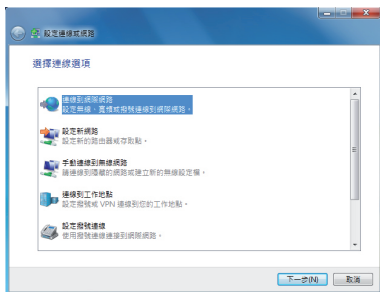 設定連線或網路
選擇連線選項
連線到網際網路
設定無線、寬頻或撥號連線到網際網路。
設定新網路
設定新的路由器或存取點。
手動連線到無線網路
請連線到隱藏的網路或建立新的無線設定檔。
連線到工作地點
設定撥號或 VPN 連線到您的工作地點。
設定撥號連線
使用撥號連線連接到網際網路。
下一步(N)
取消